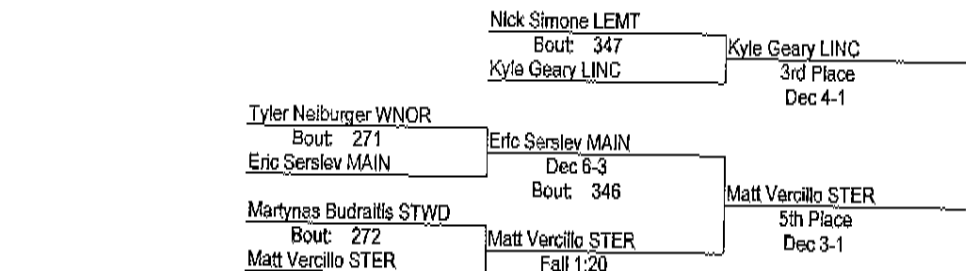 Nick Simone LEMT
Bout: 347
Kyle Geary LINC
Kyle Geary LINC
3rd Place
Dec 4-1
Tyler Neiburger WNOR
Bout: 271
Eric Serslev MAIN
Eric Serslev MAIN
Dec 6-3
Bout: 346
Matt Vercillo STER
5th Place
Dec 3-1
Martynas Budraitis STWD
Bout: 272
Matt Vercillo STER
Matt Vercillo STER
Fall 1:20